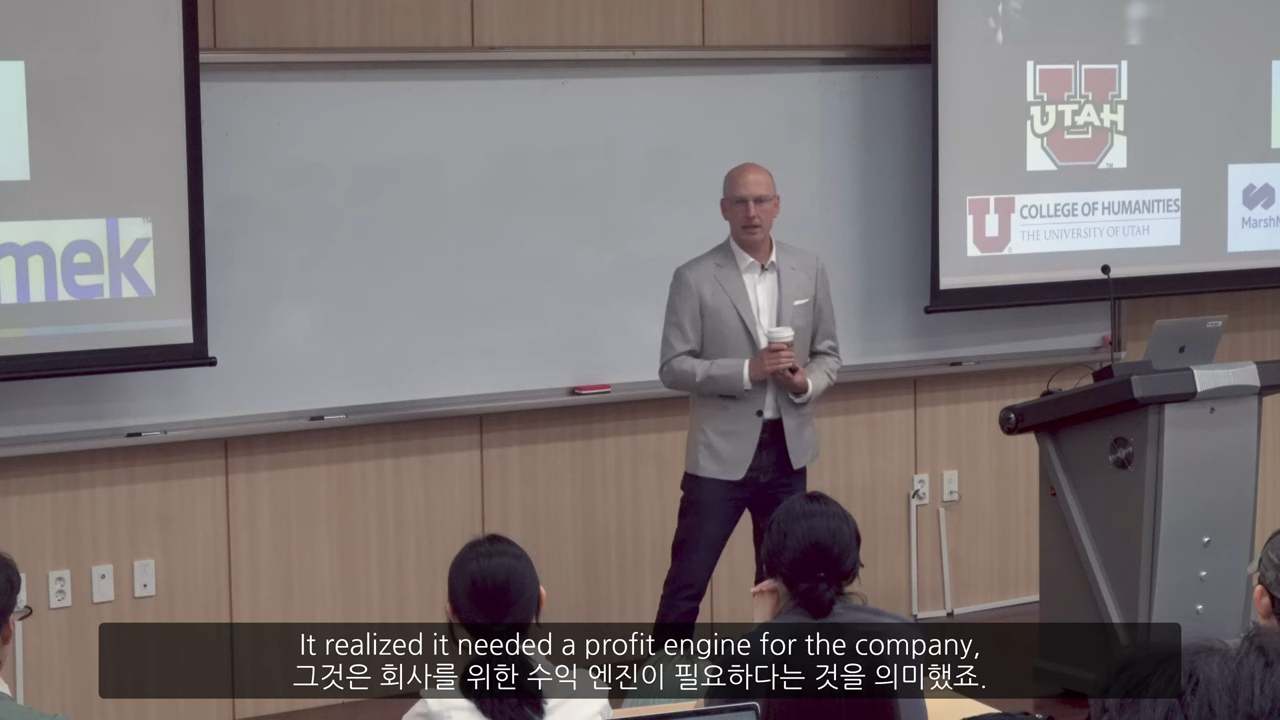 mek
UTAH
COLLEGE OF HUMANITIES
THE UNIVERSITY OF UTAH
It realized it needed a profit engine for the company,
그것은 회사를 위한 수익 엔진이 필요하다는 것을 의미했죠.